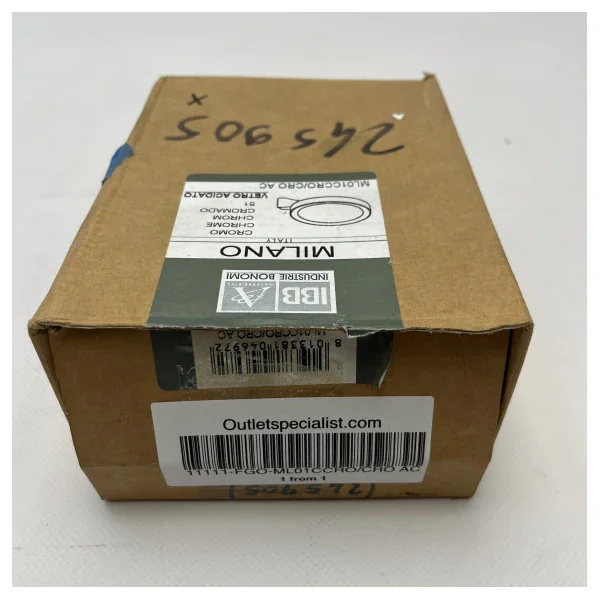 X
245905
ML01CCRO/CRO AC
VETRO ACIDATO
51
CROMADO
CHROM
CHROME
CROMO
ITALY
MILANO
INDUSTRIE BONOMI
IBB
ML01CCRO/CRO AC
8 013381 046972
Outletspecialist.com
11111-FGO-ML01CCRO/CRO AC
1 from 1
(245905)